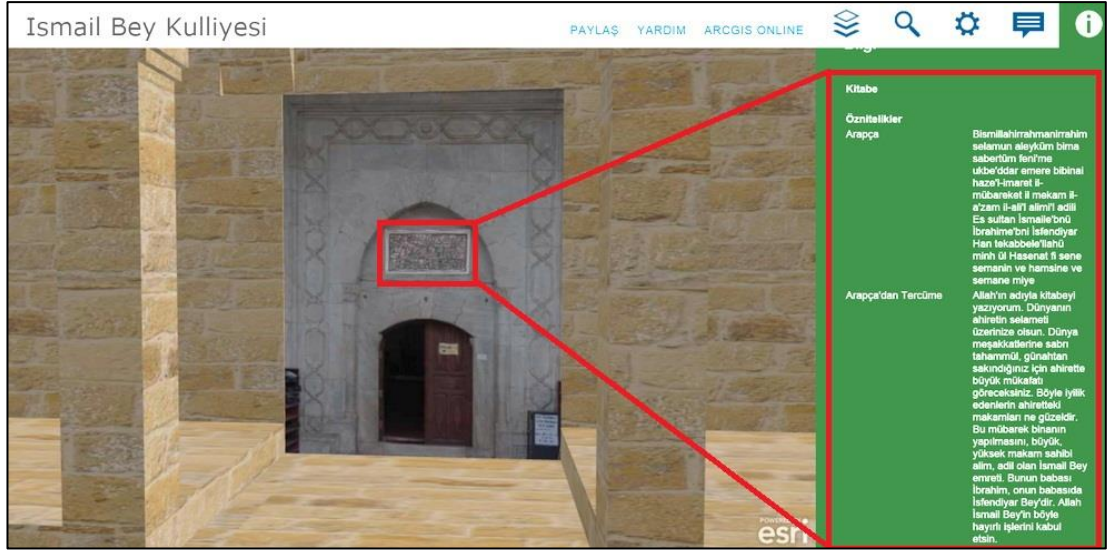 Ismail Bey Kulliyesi
PAYLAŞ YARDIM ARCGIS ONLINE
Bilgi
Kitabe
Öznitelikler
Arapça
Bismillahirrahmanirrahim
selamun aleyküm bima
sabertüm feni'me
ukbe'ddar emere bibinai
haze'l-imaret il-
mübareket il mekam il-
a'zam il-ali'l alimi'l adili
Es sultan İsmaile'bnü
İbrahime'bni İsfendiyar
Han tekabbele'llahü
minh ül Hasenat fi sene
semanin ve hamsine ve
semane miye
Arapça'dan Tercüme
Allah'ın adıyla kitabeyi
yazıyorum. Dünyanın
ahiretin selameti
üzerinize olsun. Dünya
meşakkatlerine sabrı
tahammül, günahtan
sakındığınız için ahirette
büyük mükafatı
göreceksiniz. Böyle iyilik
edenlerin ahiretteki
makamları ne güzeldir.
Bu mübarek binanın
yapılmasını, büyük,
yüksek makam sahibi
alim, adil olan İsmail Bey
emreti. Bunun babası
İbrahim, onun babasıda
İsfendiyar Bey'dir. Allah
İsmail Bey'in böyle
hayırlı işlerini kabul
etsin.
esri